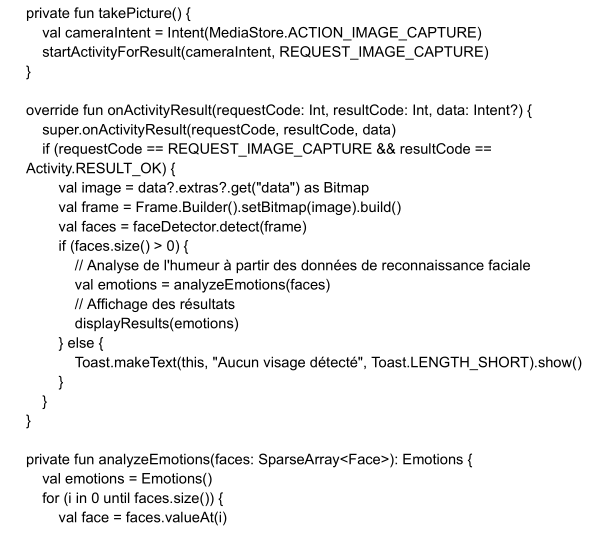 private fun takePicture() {
val cameraIntent = Intent(MediaStore.ACTION_IMAGE_CAPTURE)
startActivityForResult(cameraIntent, REQUEST_IMAGE_CAPTURE)
}
override fun onActivityResult(requestCode: Int, resultCode: Int, data: Intent?) {
super.onActivityResult(requestCode, resultCode, data)
if (requestCode == REQUEST_IMAGE_CAPTURE && resultCode ==
Activity.RESULT_OK) {
val image = data?.extras?.get("data") as Bitmap
val frame = Frame.Builder().setBitmap(image).build()
val faces = faceDetector.detect(frame)
if (faces.size() > 0) {
// Analyse de l'humeur à partir des données de reconnaissance faciale
val emotions = analyzeEmotions(faces)
// Affichage des résultats
displayResults(emotions)
} else {
Toast.makeText(this, "Aucun visage détecté", Toast.LENGTH_SHORT).show()
}
}
}
private fun analyzeEmotions(faces: SparseArray<Face>): Emotions {
val emotions = Emotions()
for (i in 0 until faces.size()) {
val face = faces.valueAt(i)